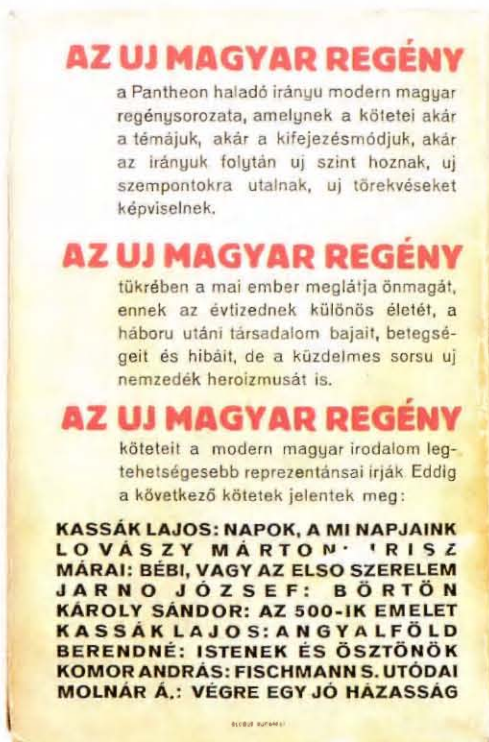 AZ UJ MAGYAR REGÉNY
a Pantheon haladó irányu modern magyar
regénysorozata, amelynek a kötetei akár
a témájuk, akár a kifejezésmódjuk, akár
az irányuk folytán uj szint hoznak, uj
szempontokra utalnak, uj törekvéseket
képviselnek.
AZ UJ MAGYAR REGÉNY
tükrében a mai ember meglátja önmagát,
ennek az évtizednek különös életét, a
háboru utáni társadalom bajait, betegsé-
geit és hibáit, de a küzdelmes sorsu uj
nemzedék heroizmusát is.
AZ UJ MAGYAR REGÉNY
köteteit a modern magyar irodalom leg-
tehetségesebb reprezentánsai irják Eddig
a következő kötetek jelentek meg:
KASSÁK LAJOS: NAPOK, A MI NAPJAINK
LOVÁSZY MÁRTON: IRISZ
MÁRAI: BÉBI, VAGY AZ ELSO SZERELEM
JARNO JÓZSEF: BÖRTÖN
KÁROLY SÁNDOR: AZ 500-IK EMELET
KASSÁK LAJOS: ANGYALFÖLD
BERENDNÉ: ISTENEK ÉS ÖSZTÖNÖK
KOMOR ANDRÁS: FISCHMANN S. UTÓDAI
MOLNÁR Á.: VÉGRE EGY JÓ HÁZASSÁG